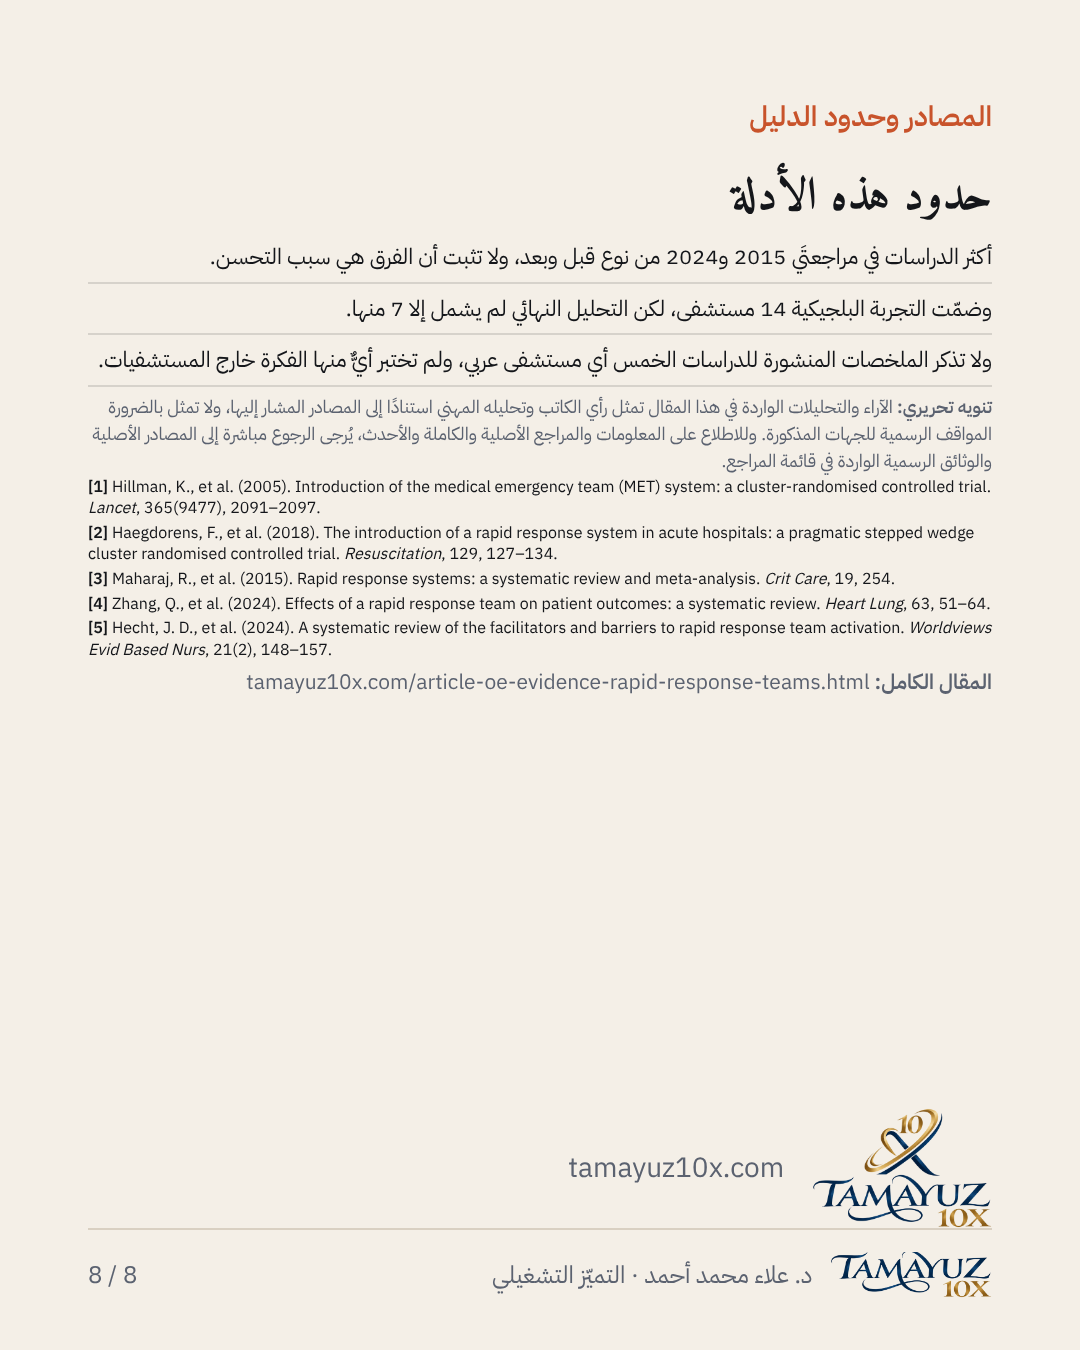 المصادر وحدود الدليل
حدود هذه الأدلة
أكثر الدراسات في مراجعتَي 2015 و2024 من نوع قبل وبعد، ولا تثبت أن الفرق هي سبب التحسن.
وضمّت التجربة البلجيكية 14 مستشفى، لكن التحليل النهائي لم يشمل إلا 7 منها.
ولا تذكر الملخصات المنشورة للدراسات الخمس أي مستشفى عربي، ولم تختبر أيٌّ منها الفكرة خارج المستشفيات.
تنويه تحريري: الآراء والتحليلات الواردة في هذا المقال تمثل رأي الكاتب وتحليله المهني استنادًا إلى المصادر المشار إليها، ولا تمثل بالضرورة
المواقف الرسمية للجهات المذكورة. وللاطلاع على المعلومات والمراجع الأصلية والكاملة والأحدث، يُرجى الرجوع مباشرة إلى المصادر الأصلية
والوثائق الرسمية الواردة في قائمة المراجع.
[1] Hillman, K., et al. (2005). Introduction of the medical emergency team (MET) system: a cluster-randomised controlled trial.
Lancet, 365(9477), 2091–2097.
[2] Haegdorens, F., et al. (2018). The introduction of a rapid response system in acute hospitals: a pragmatic stepped wedge
cluster randomised controlled trial. Resuscitation, 129, 127–134.
[3] Maharaj, R., et al. (2015). Rapid response systems: a systematic review and meta-analysis. Crit Care, 19, 254.
[4] Zhang, Q., et al. (2024). Effects of a rapid response team on patient outcomes: a systematic review. Heart Lung, 63, 51–64.
[5] Hecht, J. D., et al. (2024). A systematic review of the facilitators and barriers to rapid response team activation. Worldviews
Evid Based Nurs, 21(2), 148–157.
المقال الكامل: tamayuz10x.com/article-oe-evidence-rapid-response-teams.html
10
TAMAYUZ
10X
tamayuz10x.com
TAMAYUZ
10X
د. علاء محمد أحمد · التميّز التشغيلي
8 / 8